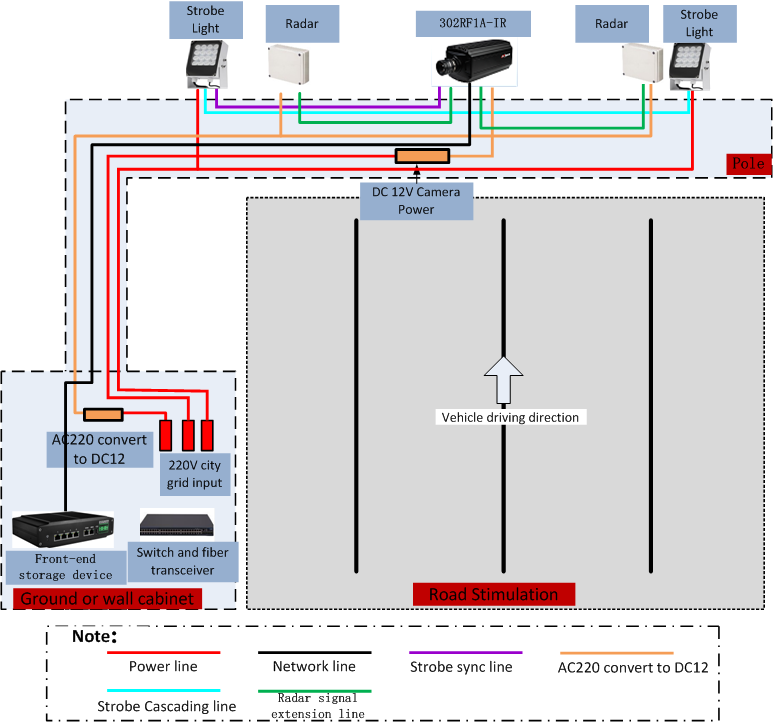 Strobe
Light
Radar
302RF1A-IR
Radar
Strobe
Light
Pole
DC 12V Camera
Power
Vehicle driving direction
AC220 convert
to DC12
220V city
grid input
Front-end
storage device
Switch and fiber
transceiver
Ground or wall cabinet
Road Stimulation
Note:
Power line
Network line
Strobe sync line
AC220 convert to DC12
Strobe Cascading line
Radar signal
extension line